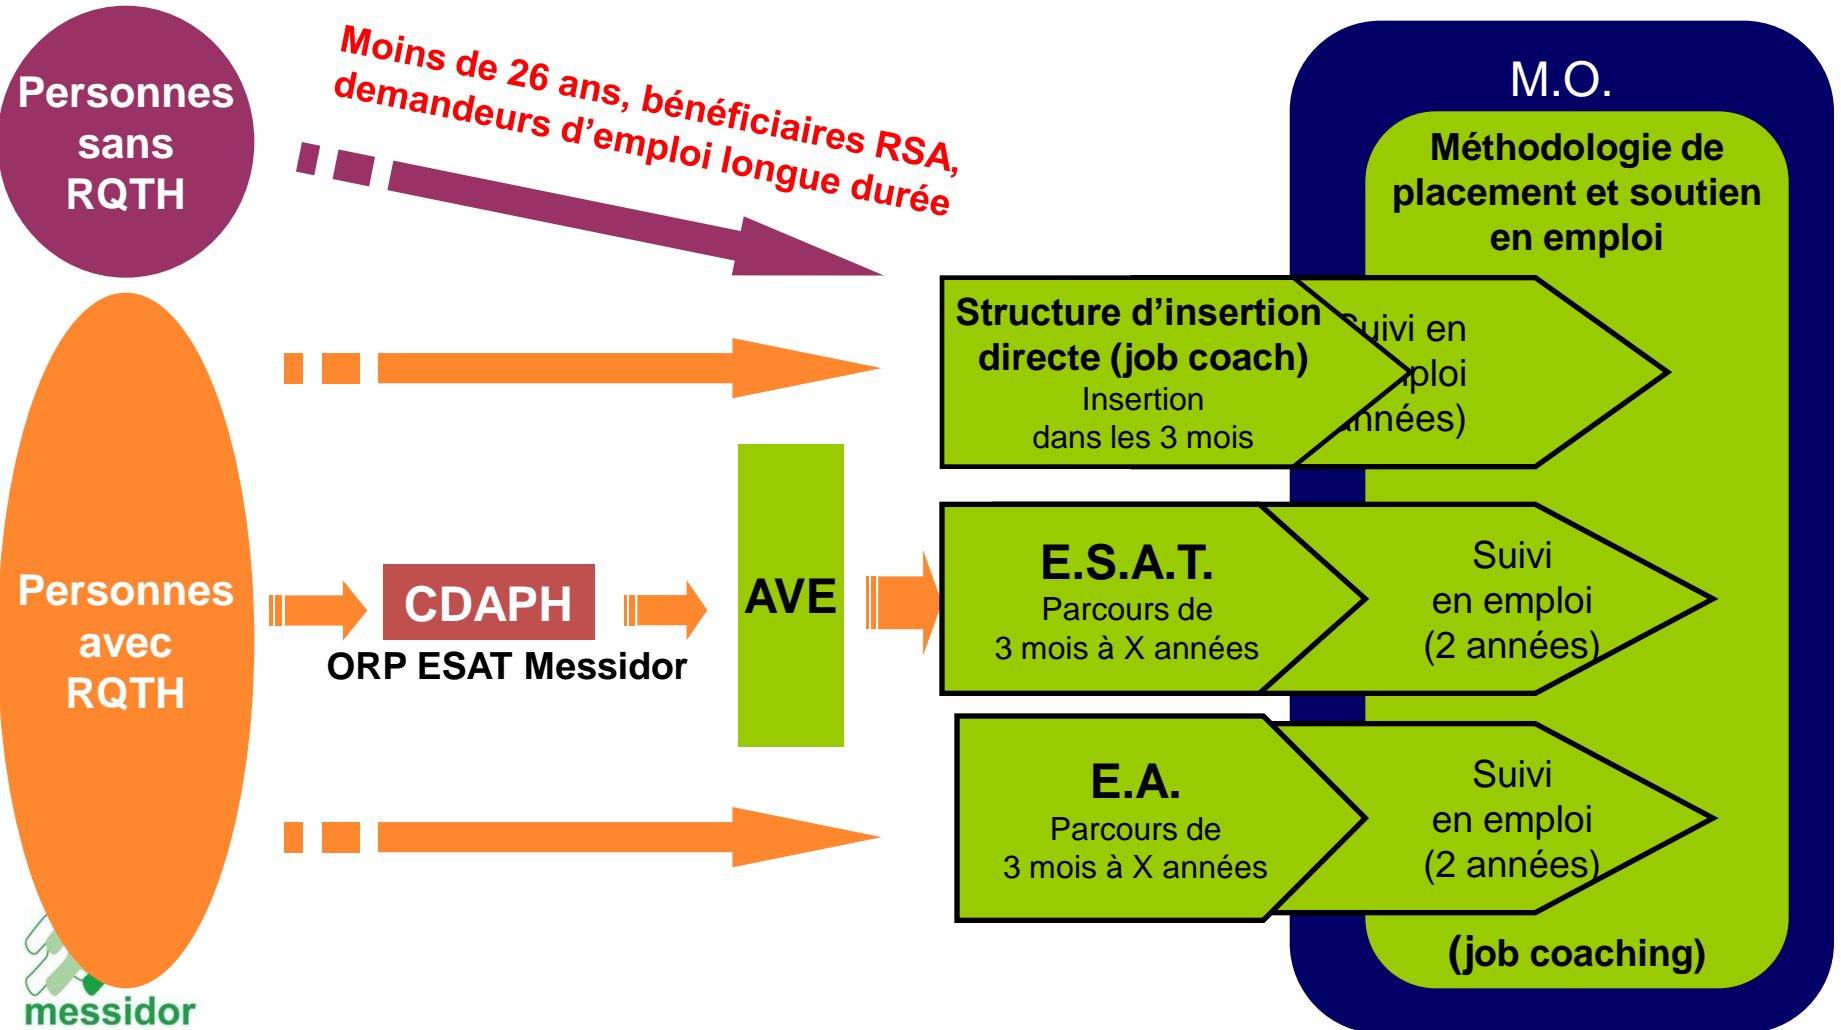 Personnes
sans
RQTH
Moins de 26 ans, bénéficiaires RSA,
demandeurs d'emploi longue durée
M.O.
Méthodologie de
placement et soutien
en emploi
Structure d'insertion
directe (job coach)
Insertion
dans les 3 mois
Suivi en
années)
Personnes
avec
RQTH
CDAPH
ORP ESAT Messidor
AVE
E.S.A.T.
Parcours de
3 mois à X années
Suivi
en emploi
(2 années)
E.A.
Parcours de
3 mois à X années
Suivi
en emploi
(2 années)
(job coaching)
messidor